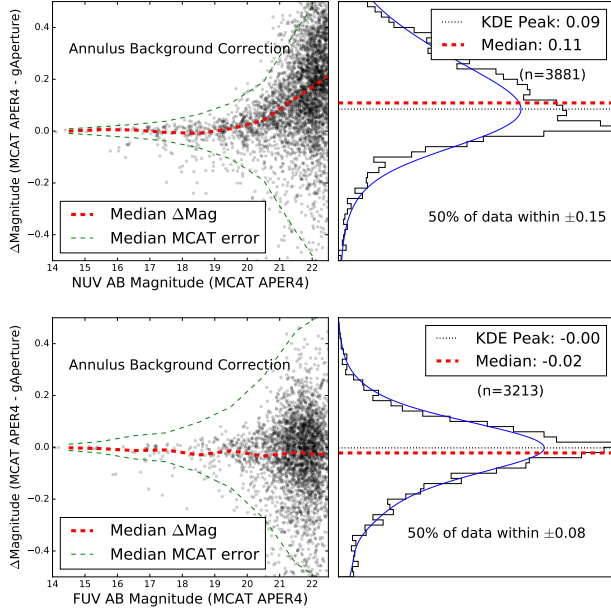 ΔMagnitude (MCAT APER4 - gAperture)
0.4
0.2
0.0
−0.2
−0.4
Annulus Background Correction
Median ΔMag
Median MCAT error
14 15 16 17 18 19 20 21 22
NUV AB Magnitude (MCAT APER4)
KDE Peak: 0.09
Median: 0.11
(n=3881)
50% of data within ±0.15
ΔMagnitude (MCAT APER4 - gAperture)
0.4
0.2
0.0
−0.2
−0.4
Annulus Background Correction
Median ΔMag
Median MCAT error
14 15 16 17 18 19 20 21 22
FUV AB Magnitude (MCAT APER4)
KDE Peak: -0.00
Median: -0.02
(n=3213)
50% of data within ±0.08